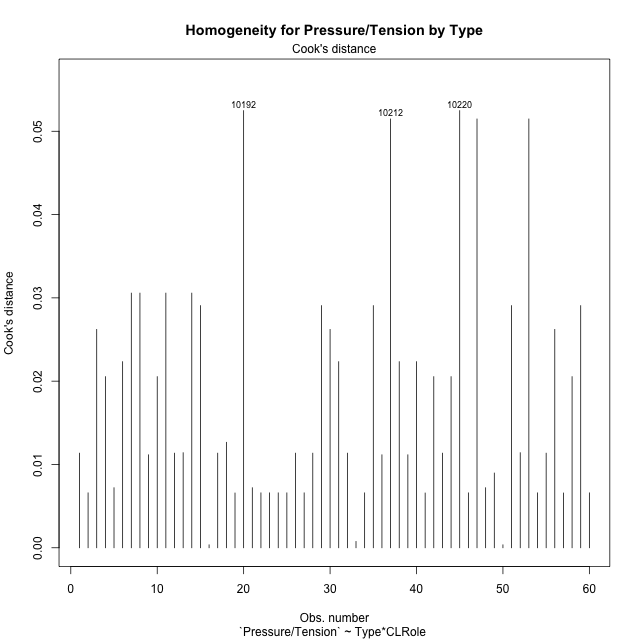 Homogeneity for Pressure/Tension by Type
Cook's distance
10192
10212
10220
0.05
0.04
0.03
0.02
0.01
0.00
Cook's distance
0 10 20 30 40 50 60
Obs. number
`Pressure/Tension` ~ Type*CLRole